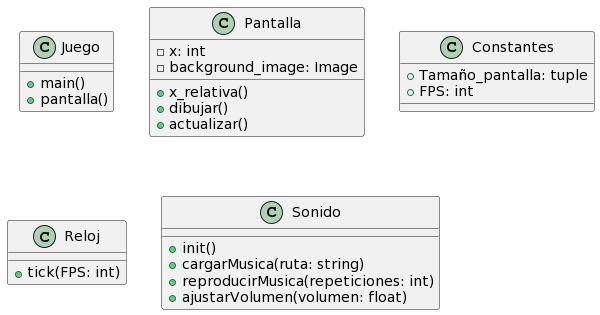 C Juego
main()
pantalla()
C Pantalla
x: int
background_image: Image
x_relativa()
dibujar()
actualizar()
C Constantes
Tamaño_pantalla: tuple
FPS: int
C Reloj
tick(FPS: int)
C Sonido
init()
cargarMusica(ruta: string)
reproducirMusica(repeticiones: int)
ajustarVolumen(volumen: float)